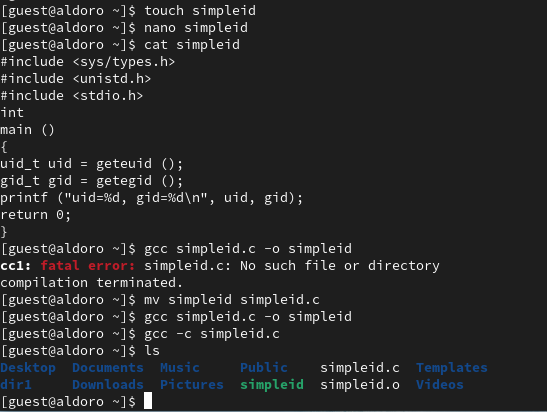 [guest@aldoro ~]$ touch simpleid
[guest@aldoro ~]$ nano simpleid
[guest@aldoro ~]$ cat simpleid
#include <sys/types.h>
#include <unistd.h>
#include <stdio.h>
int
main ()
{
uid_t uid = geteuid ();
gid_t gid = getegid ();
printf ("uid=%d, gid=%d\n", uid, gid);
return 0;
}
[guest@aldoro ~]$ gcc simpleid.c -o simpleid
cc1: fatal error: simpleid.c: No such file or directory
compilation terminated.
[guest@aldoro ~]$ mv simpleid simpleid.c
[guest@aldoro ~]$ gcc simpleid.c -o simpleid
[guest@aldoro ~]$ gcc -c simpleid.c
[guest@aldoro ~]$ ls
Desktop  Documents  Music     Public    simpleid.c  Templates
dir1     Downloads  Pictures  simpleid  simpleid.o  Videos
[guest@aldoro ~]$